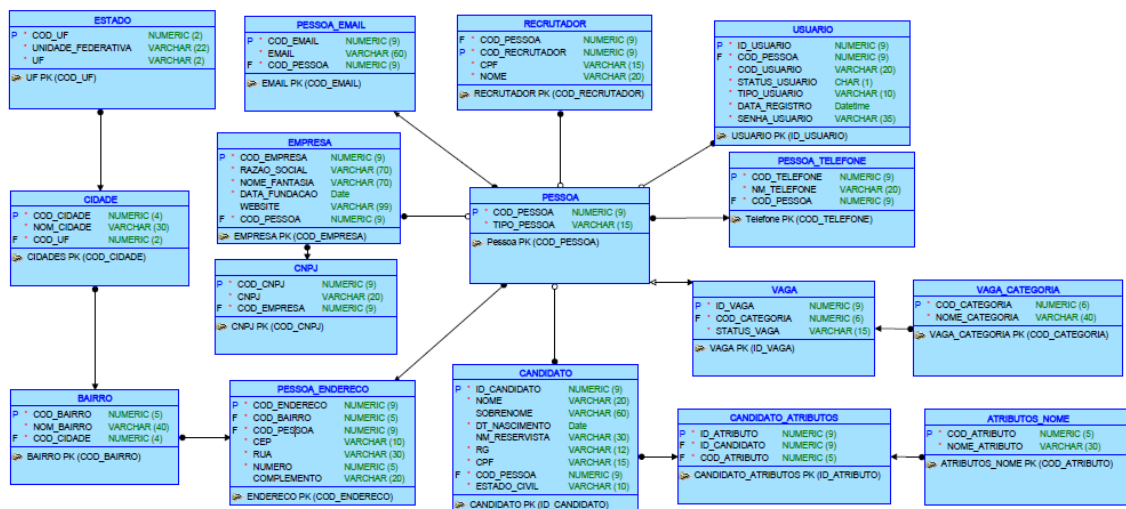 ESTADO
P * COD_UF NUMERIC (2)
* UNIDADE_FEDERATIVA VARCHAR (22)
* UF VARCHAR (2)
UF PK (COD_UF)
PESSOA_EMAIL
P * COD_EMAIL NUMERIC (9)
* EMAIL VARCHAR (60)
F * COD_PESSOA NUMERIC (9)
EMAIL PK (COD_EMAIL)
RECRUTADOR
F * COD_PESSOA NUMERIC (9)
P * COD_RECRUTADOR NUMERIC (9)
* CPF VARCHAR (15)
* NOME VARCHAR (20)
RECRUTADOR PK (COD_RECRUTADOR)
USUARIO
P * ID_USUARIO NUMERIC (9)
F * COD_PESSOA NUMERIC (9)
* COD_USUARIO VARCHAR (20)
* STATUS_USUARIO CHAR (1)
* TIPO_USUARIO VARCHAR (10)
* DATA_REGISTRO Datetime
* SENHA_USUARIO VARCHAR (35)
USUARIO PK (ID_USUARIO)
EMPRESA
P * COD_EMPRESA NUMERIC (9)
* RAZAO_SOCIAL VARCHAR (70)
* NOME_FANTASIA VARCHAR (70)
* DATA_FUNDACAO Date
WEBSITE VARCHAR (99)
F * COD_PESSOA NUMERIC (9)
EMPRESA PK (COD_EMPRESA)
PESSOA_TELEFONE
P * COD_TELEFONE NUMERIC (9)
* NM_TELEFONE VARCHAR (20)
F * COD_PESSOA NUMERIC (9)
Telefone PK (COD_TELEFONE)
CIDADE
P * COD_CIDADE NUMERIC (4)
* NOM_CIDADE VARCHAR (30)
F * COD_UF NUMERIC (2)
CIDADES PK (COD_CIDADE)
PESSOA
P * COD_PESSOA NUMERIC (9)
* TIPO_PESSOA VARCHAR (15)
Pessoa PK (COD_PESSOA)
CNPJ
P * COD_CNPJ NUMERIC (9)
* CNPJ VARCHAR (20)
F * COD_EMPRESA NUMERIC (9)
CNPJ PK (COD_CNPJ)
VAGA
P * ID_VAGA NUMERIC (9)
F * COD_CATEGORIA NUMERIC (6)
* STATUS_VAGA VARCHAR (15)
VAGA PK (ID_VAGA)
VAGA_CATEGORIA
P * COD_CATEGORIA NUMERIC (6)
* NOME_CATEGORIA VARCHAR (40)
VAGA_CATEGORIA PK (COD_CATEGORIA)
BAIRRO
P * COD_BAIRRO NUMERIC (5)
* NOM_BAIRRO VARCHAR (40)
F * COD_CIDADE NUMERIC (4)
BAIRRO PK (COD_BAIRRO)
PESSOA_ENDERECO
P * COD_ENDERECO NUMERIC (9)
F * COD_BAIRRO NUMERIC (5)
F * COD_PESSOA NUMERIC (9)
* CEP VARCHAR (10)
* RUA VARCHAR (30)
* NUMERO NUMERIC (5)
COMPLEMENTO VARCHAR (20)
ENDERECO PK (COD_ENDERECO)
CANDIDATO
P * ID_CANDIDATO NUMERIC (9)
* NOME VARCHAR (20)
SOBRENOME VARCHAR (60)
* DT_NASCIMENTO Date
NM_RESERVISTA VARCHAR (30)
* RG VARCHAR (12)
* CPF VARCHAR (15)
F * COD_PESSOA NUMERIC (9)
* ESTADO_CIVIL VARCHAR (10)
CANDIDATO PK (ID_CANDIDATO)
CANDIDATO_ATRIBUTOS
P * ID_ATRIBUTO NUMERIC (9)
F * ID_CANDIDATO NUMERIC (9)
F * COD_ATRIBUTO NUMERIC (5)
CANDIDATO_ATRIBUTOS PK (ID_ATRIBUTO)
ATRIBUTOS_NOME
P * COD_ATRIBUTO NUMERIC (5)
* NOME_ATRIBUTO VARCHAR (30)
ATRIBUTOS_NOME PK (COD_ATRIBUTO)